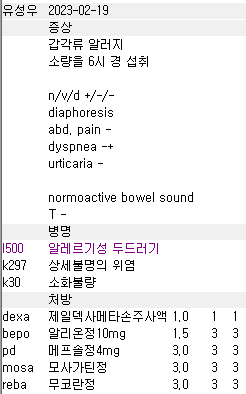 유성우 2023-02-19
증상
갑각류 알러지
소량을 6시 경 섭취
n/v/d +/-/-
diaphoresis
abd, pain -
dyspnea -+
urticaria -
normoactive bowel sound
T -
병명
l500 알레르기성 두드러기
k297 상세불명의 위염
k30 소화불량
처방
dexa 제일덱사메타손주사액 1.0 1 1
bepo 알리온정10mg 1.5 3 3
pd 메프솔정4mg 3.0 3 3
mosa 모사가틴정 3.0 3 3
reba 무코란정 3.0 3 3